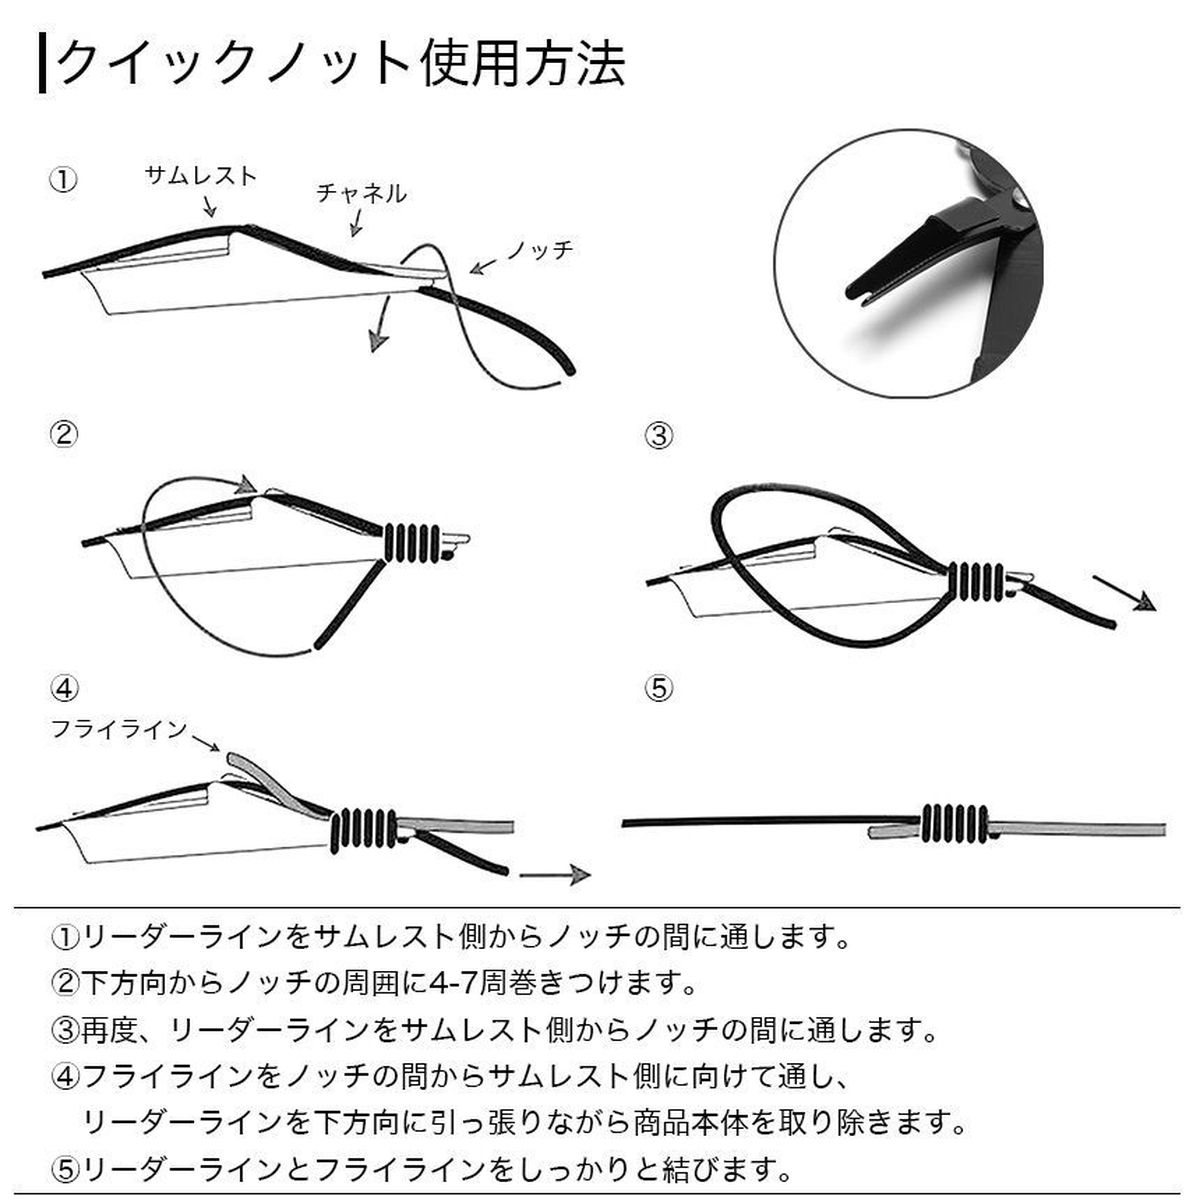 クイックノット使用方法
①
サムレスト
チャネル
ノッチ
②
③
④
フライライン
⑤
①リーダーラインをサムレスト側からノッチの間に通します。
②下方向からノッチの周囲に4-7周巻きつけます。
③再度、リーダーラインをサムレスト側からノッチの間に通します。
④フライラインをノッチの間からサムレスト側に向けて通し、
リーダーラインを下方向に引っ張りながら商品本体を取り除きます。
⑤リーダーラインとフライラインをしっかりと結びます。